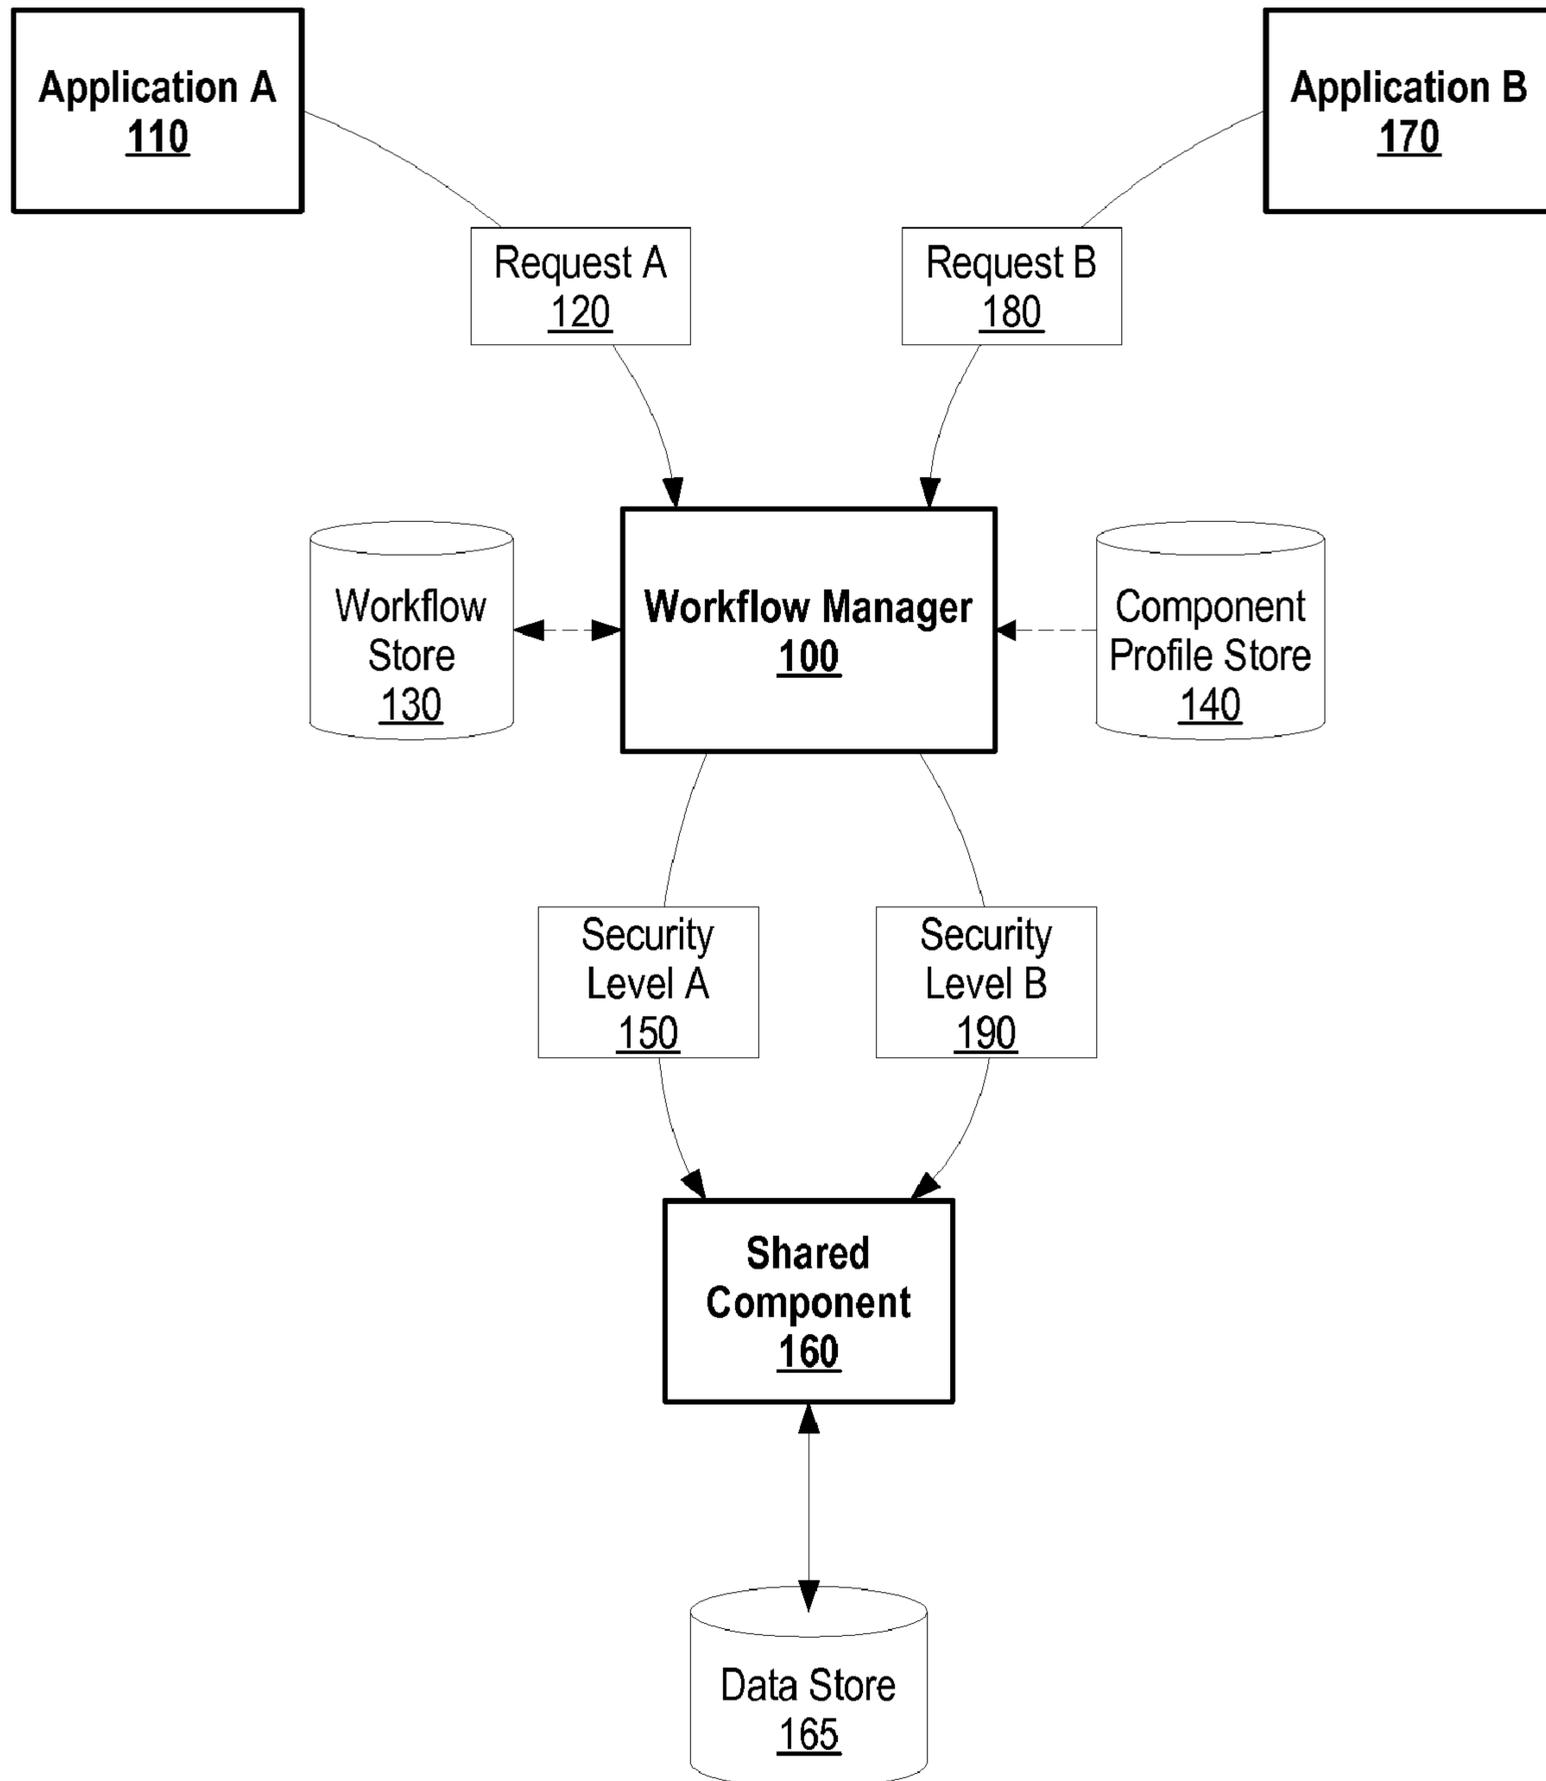 Application A
110
Application B
170
Request A
120
Request B
180
Workflow
Store
130
Workflow Manager
100
Component
Profile Store
140
Security
Level A
150
Security
Level B
190
Shared
Component
160
Data Store
165